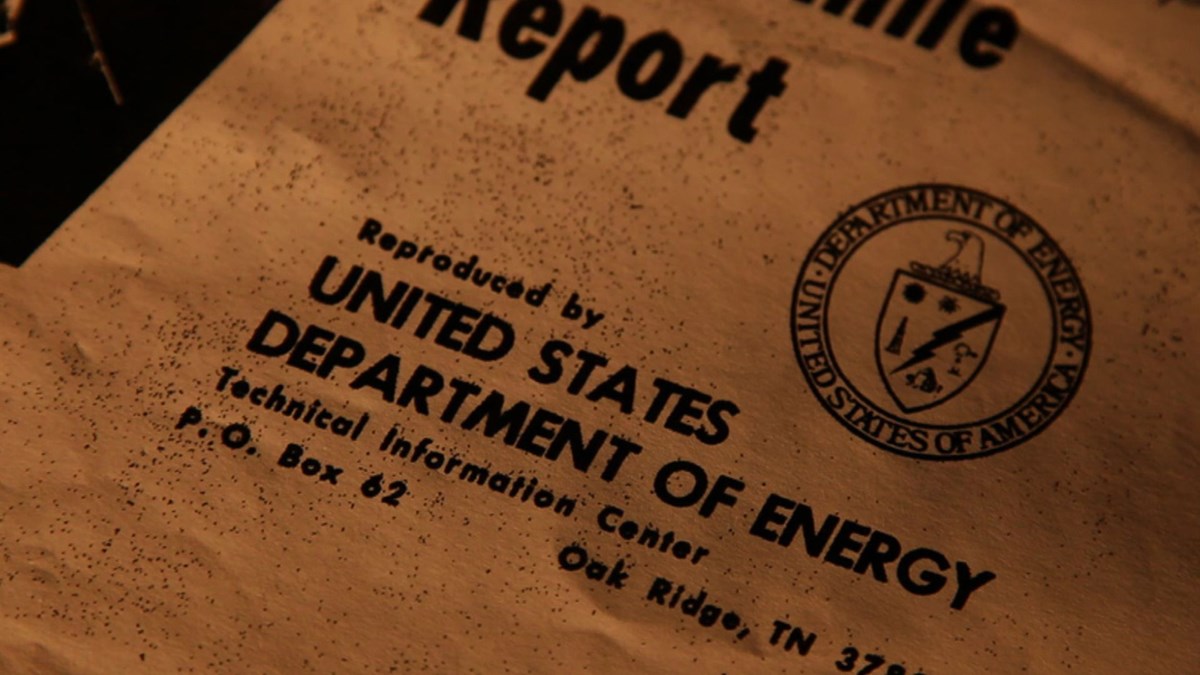 Report
Reproduced by
UNITED STATES
DEPARTMENT OF ENERGY
Technical Information Center
P.O. Box 62
Oak Ridge, TN
DEPARTMENT OF ENERGY
UNITED STATES OF AMERICA